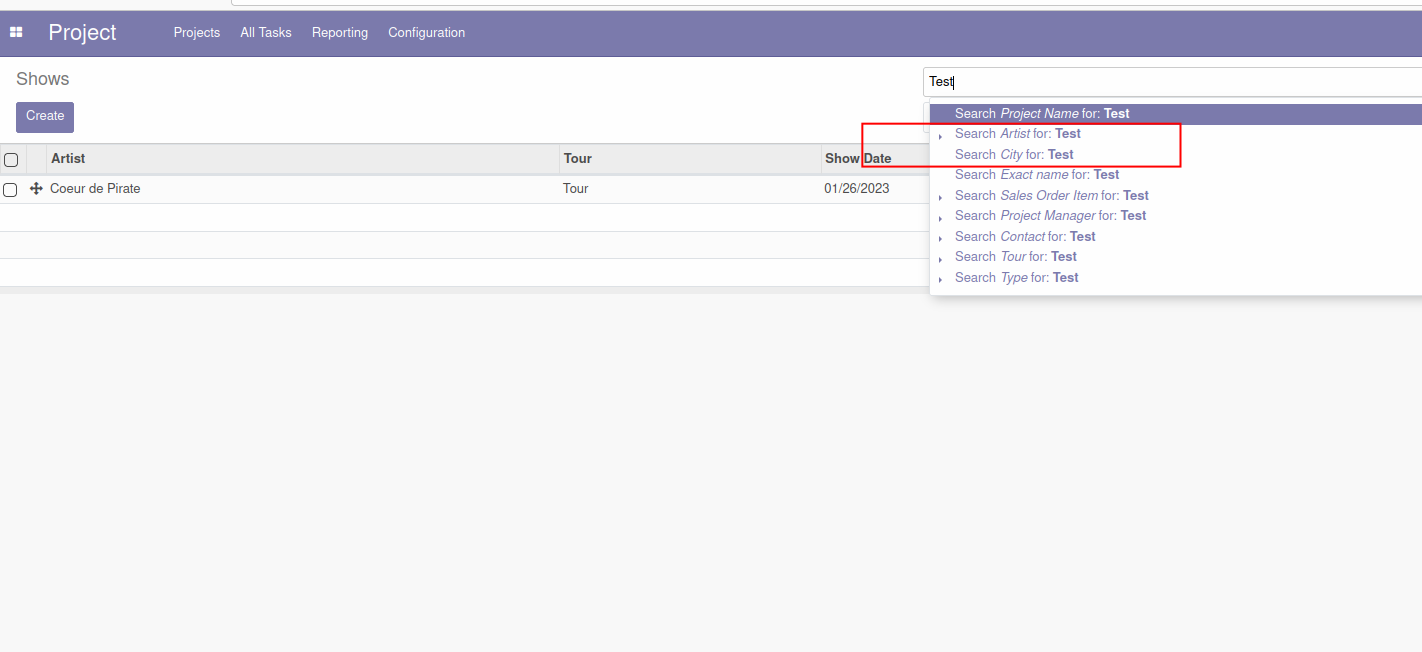 Project Projects All Tasks Reporting Configuration
Shows
Test
Create
Search Project Name for: Test
Search Artist for: Test
Search City for: Test
Search Exact name for: Test
Search Sales Order Item for: Test
Search Project Manager for: Test
Search Contact for: Test
Search Tour for: Test
Search Type for: Test
Artist Tour Show Date
Coeur de Pirate Tour 01/26/2023